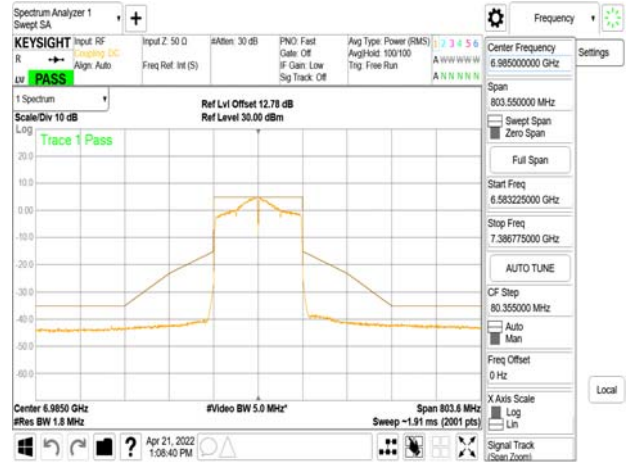 Spectrum Analyzer 1
Swept SA
Frequency
Settings
KEYSIGHT
R
LV PASS
Input: RF
Coupling: DC
Align: Auto
Input Z: 50 Ω
Freq Ref: Int (S)
#Atten: 30 dB
PNO: Fast
Gate: Off
IF Gain: Low
Sig Track: Off
Avg Type: Power (RMS)
Avg|Hold: 100/100
Trig: Free Run
1 2 3 4 5 6
A W W W W W
A N N N N N
1 Spectrum
Scale/Div 10 dB
Ref Lvl Offset 12.78 dB
Ref Level 30.00 dBm
Log
Trace 1 Pass
20.0
10.0
0.00
-10.0
-20.0
-30.0
-40.0
-50.0
-60.0
Center 6.9850 GHz
#Res BW 1.8 MHz
#Video BW 5.0 MHz*
Span 803.6 MHz
Sweep ~1.91 ms (2001 pts)
Apr 21, 2022
1:08:40 PM
Center Frequency
6.985000000 GHz
Span
803.550000 MHz
Swept Span
Zero Span
Full Span
Start Freq
6.583225000 GHz
Stop Freq
7.386775000 GHz
AUTO TUNE
CF Step
80.355000 MHz
Auto
Man
Freq Offset
0 Hz
X Axis Scale
Log
Lin
Signal Track
(Span Zoom)
Local